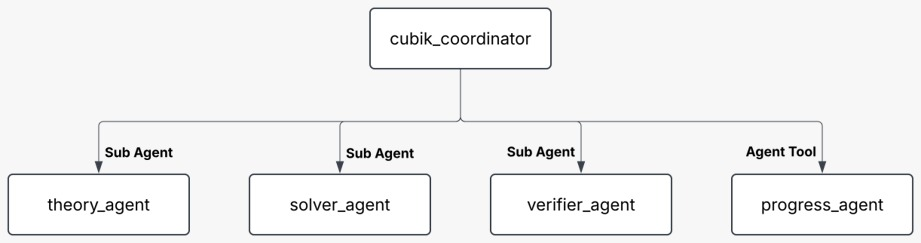 cubik_coordinator
Sub Agent
Sub Agent
Sub Agent
Agent Tool
theory_agent
solver_agent
verifier_agent
progress_agent